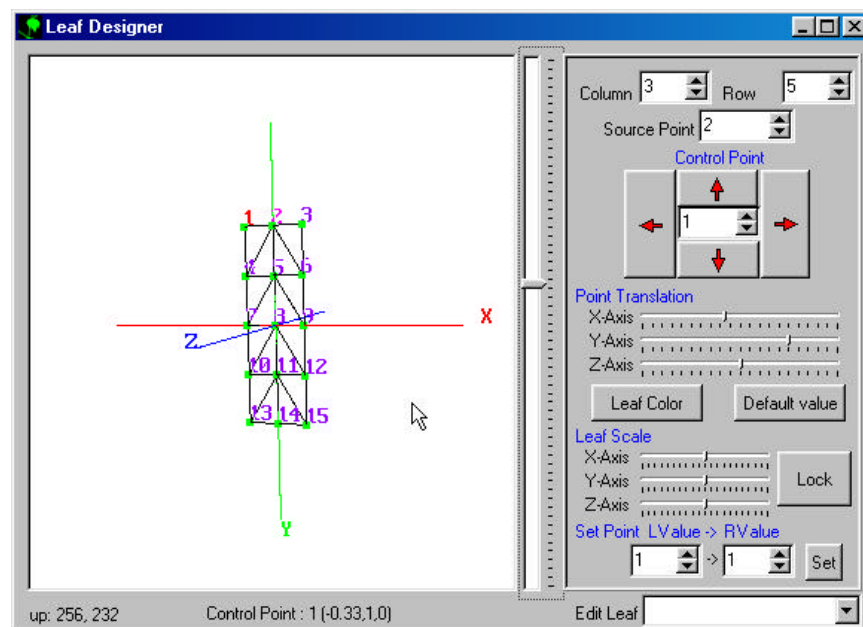 Leaf Designer
Column 3 Row 5
Source Point 2
Control Point
1
Point Translation
X-Axis
Y-Axis
Z-Axis
Leaf Color Default value
Leaf Scale
X-Axis
Y-Axis
Z-Axis
Lock
Set Point LValue -> RValue
1 -> 1 Set
Edit Leaf
1 2 3
4 5 6
7 8 9
10 11 12
13 14 15
X
Z
Y
up: 256, 232 Control Point : 1 (-0.33,1,0)